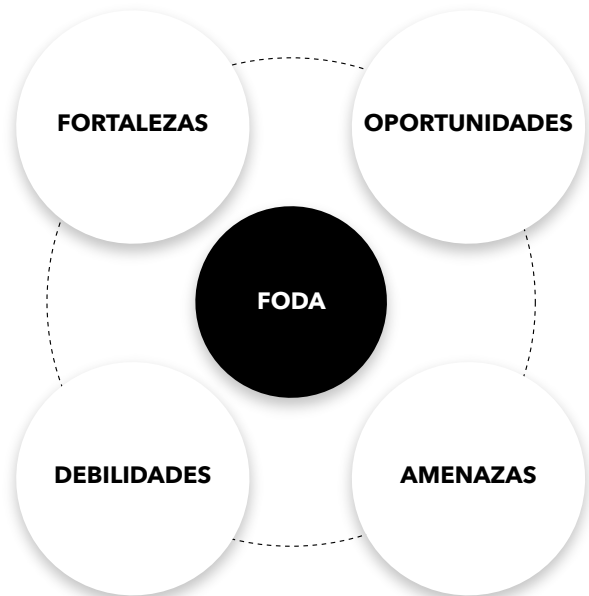 FORTALEZAS
OPORTUNIDADES
FODA
DEBILIDADES
AMENAZAS